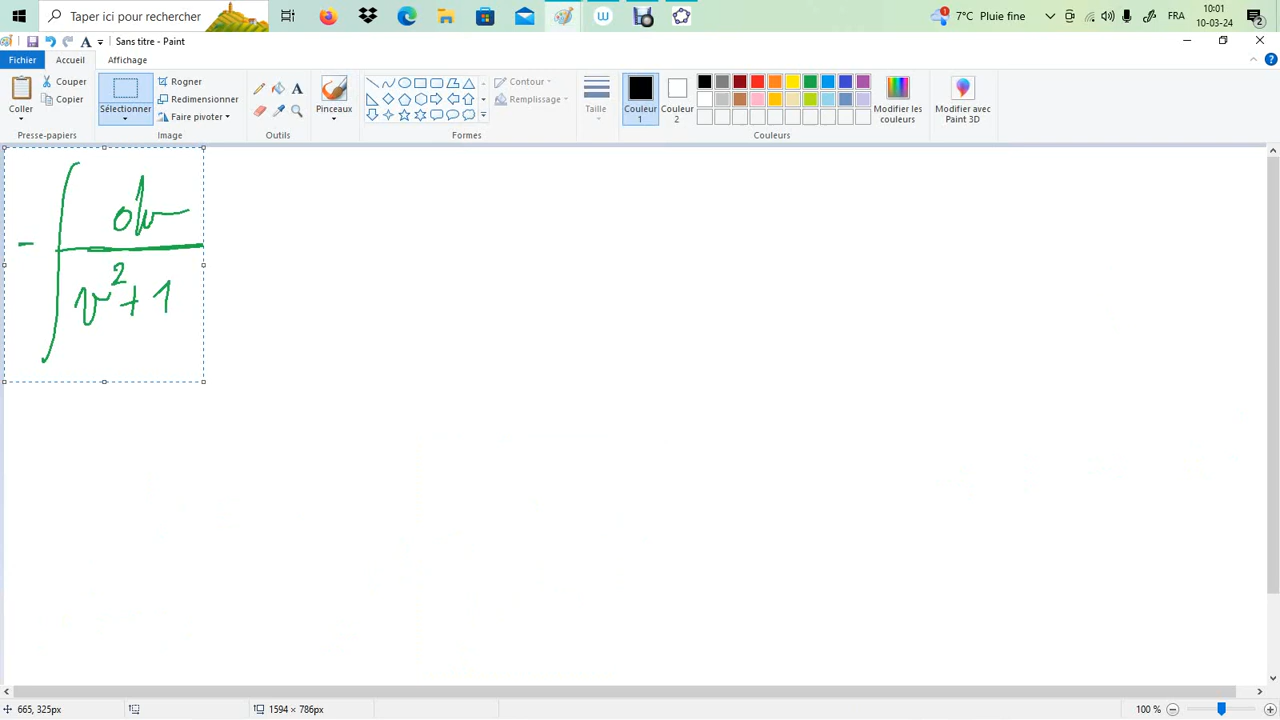 Taper ici pour rechercher
7°C Pluie fine
FRA
10:01
10-03-24
2
Sans titre - Paint
Fichier
Accueil
Affichage
Coller
Couper
Copier
Presse-papiers
Sélectionner
Rogner
Redimensionner
Faire pivoter
Image
Outils
Pinceaux
Contour
Remplissage
Formes
Taille
Couleur 1
Couleur 2
Modifier les couleurs
Couleurs
Modifier avec Paint 3D
- ∫ dv
v² + 1
665, 325px
1594 × 786px
100 %